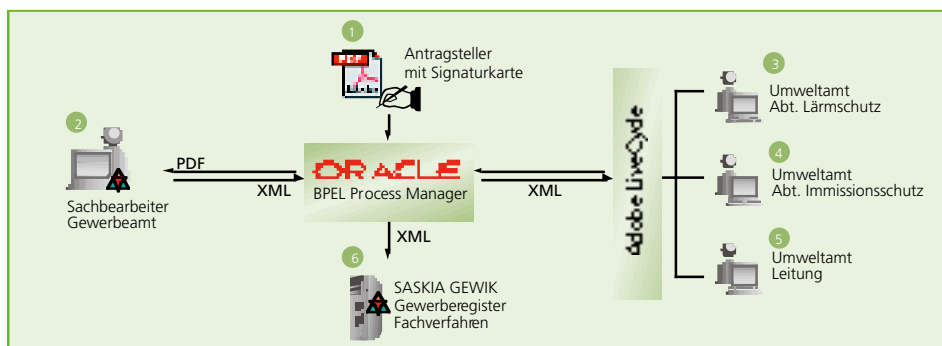 1
PDF
Antragsteller
mit Signaturkarte
2
Sachbearbeiter
Gewerbeamt
PDF
XML
ORACLE
BPEL Process Manager
XML
XML
6
SASKIA GEWIK
Gewerberegister
Fachverfahren
Adobe LiveCycle
3
Umweltamt
Abt. Lärmschutz
4
Umweltamt
Abt. Immissionsschutz
5
Umweltamt
Leitung